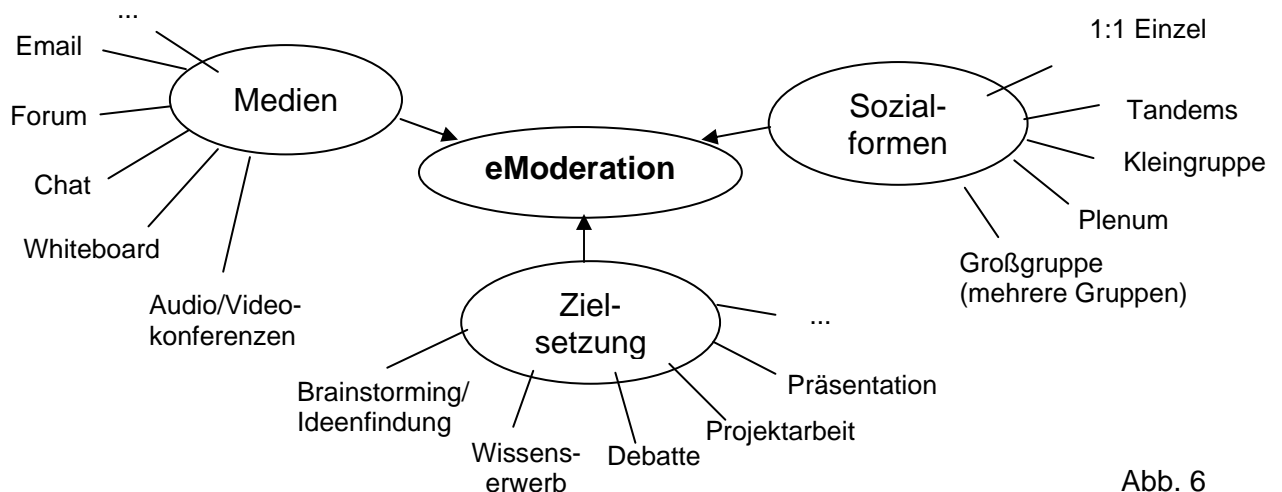 ...
Email
Forum
Chat
Whiteboard
Audio/Video-
konferenzen
Medien
eModeration
Sozial-
formen
1:1 Einzel
Tandems
Kleingruppe
Plenum
Großgruppe
(mehrere Gruppen)
Ziel-
setzung
Brainstorming/
Ideenfindung
Wissens-
erwerb
Debatte
Projektarbeit
Präsentation
...
Abb. 6